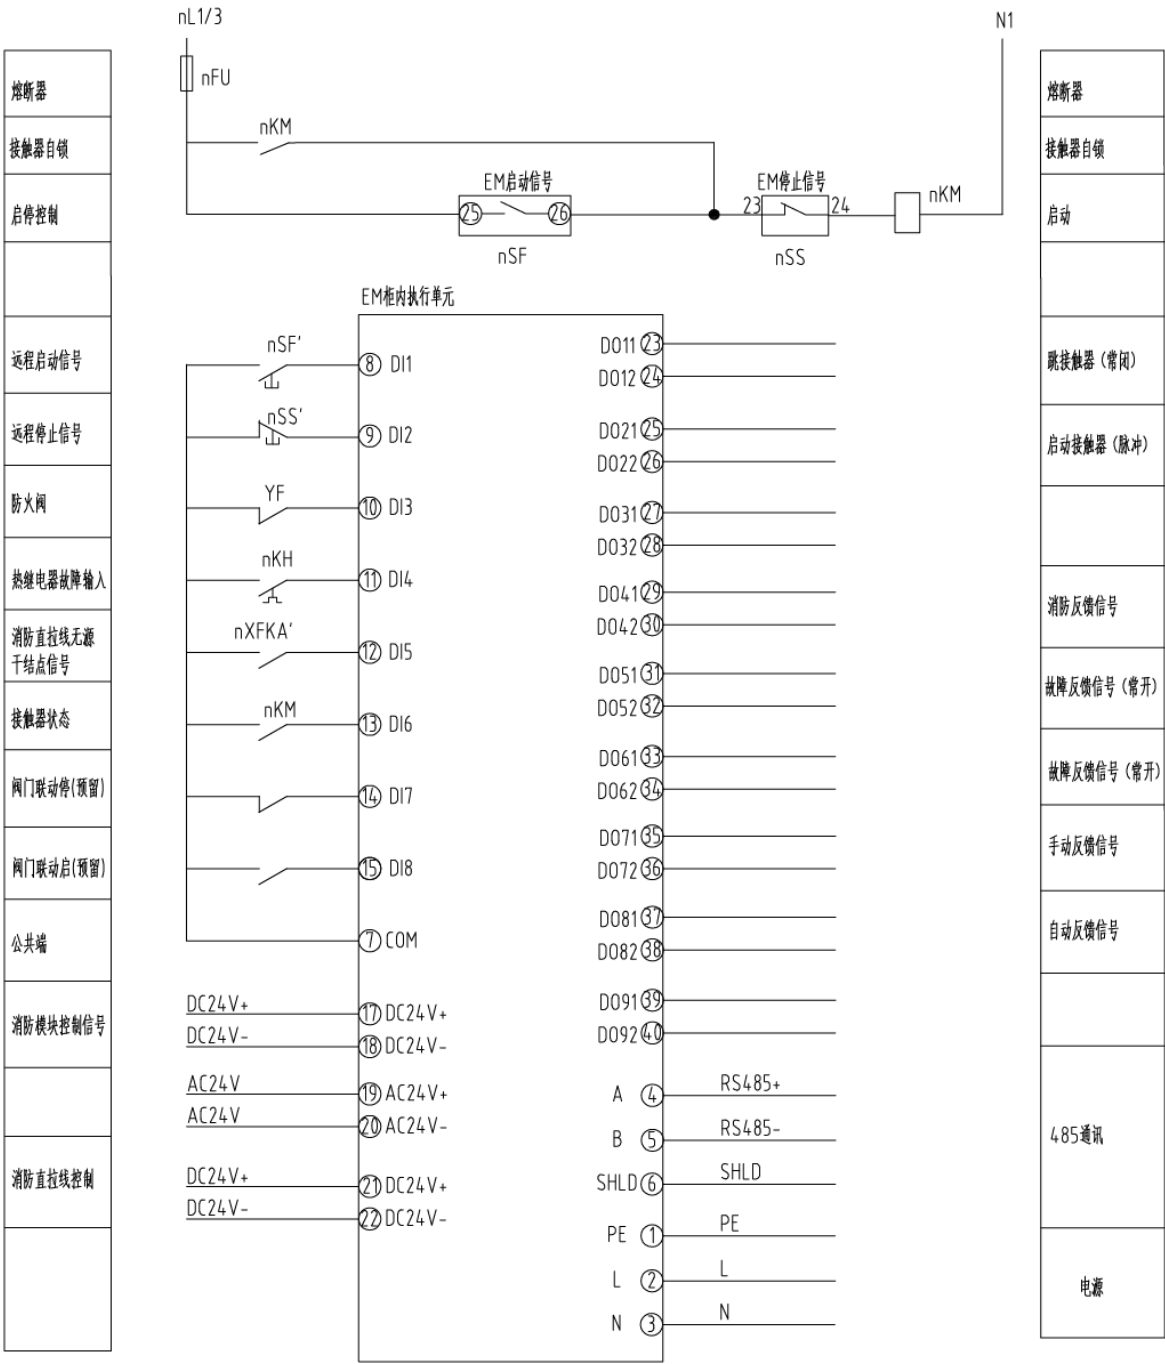 nL1/3
N1
nFU
熔断器
熔断器
nKM
接触器自锁
接触器自锁
EM启动信号
EM停止信号
nKM
启停控制
25
26
23
24
启动
nSF
nSS
EM柜内执行单元
远程启动信号
nSF'
8 DI1
DO11 23
DO12 24
跳接触器(常闭)
远程停止信号
nSS'
9 DI2
DO21 25
DO22 26
启动接触器(脉冲)
防火阀
YF
10 DI3
DO31 27
DO32 28
热继电器故障输入
nKH
11 DI4
DO41 29
DO42 30
消防反馈信号
消防直拉线无源
干结点信号
nXFKA'
12 DI5
DO51 31
DO52 32
故障反馈信号(常开)
接触器状态
nKM
13 DI6
DO61 33
DO62 34
故障反馈信号(常开)
阀门联动停(预留)
14 DI7
DO71 35
DO72 36
手动反馈信号
阀门联动启(预留)
15 DI8
DO81 37
DO82 38
自动反馈信号
公共端
7 COM
DO91 39
DO92 40
消防模块控制信号
DC24V+
17 DC24V+
DC24V-
18 DC24V-
AC24V
19 AC24V+
AC24V
20 AC24V-
消防直拉线控制
DC24V+
21 DC24V+
DC24V-
22 DC24V-
A 4
RS485+
B 5
RS485-
485通讯
SHLD 6
SHLD
PE 1
PE
L 2
L
电源
N 3
N